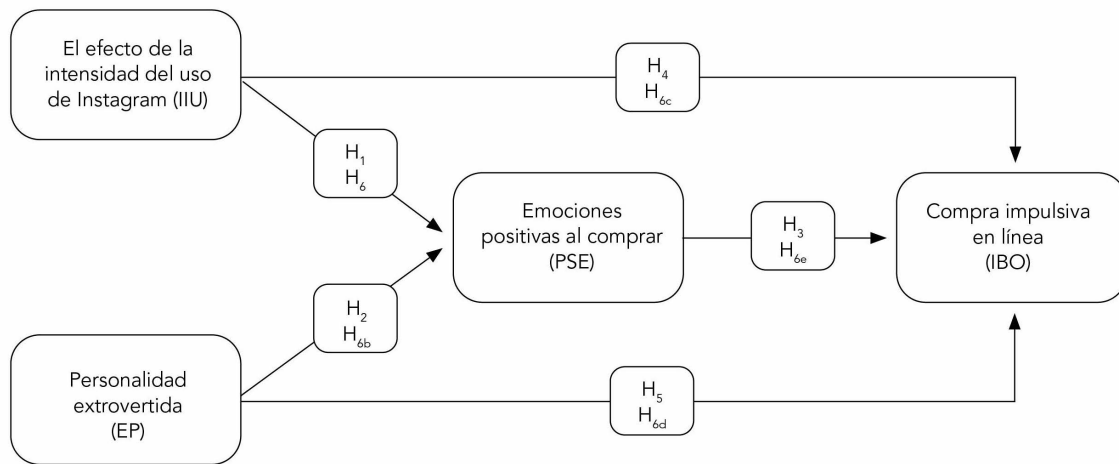 El efecto de la
intensidad del uso
de Instagram (IIU)
H₄
H₆c
H₁
H₆
Emociones
positivas al comprar
(PSE)
H₃
H₆e
Compra impulsiva
en línea
(IBO)
H₂
H₆b
Personalidad
extrovertida
(EP)
H₅
H₆d